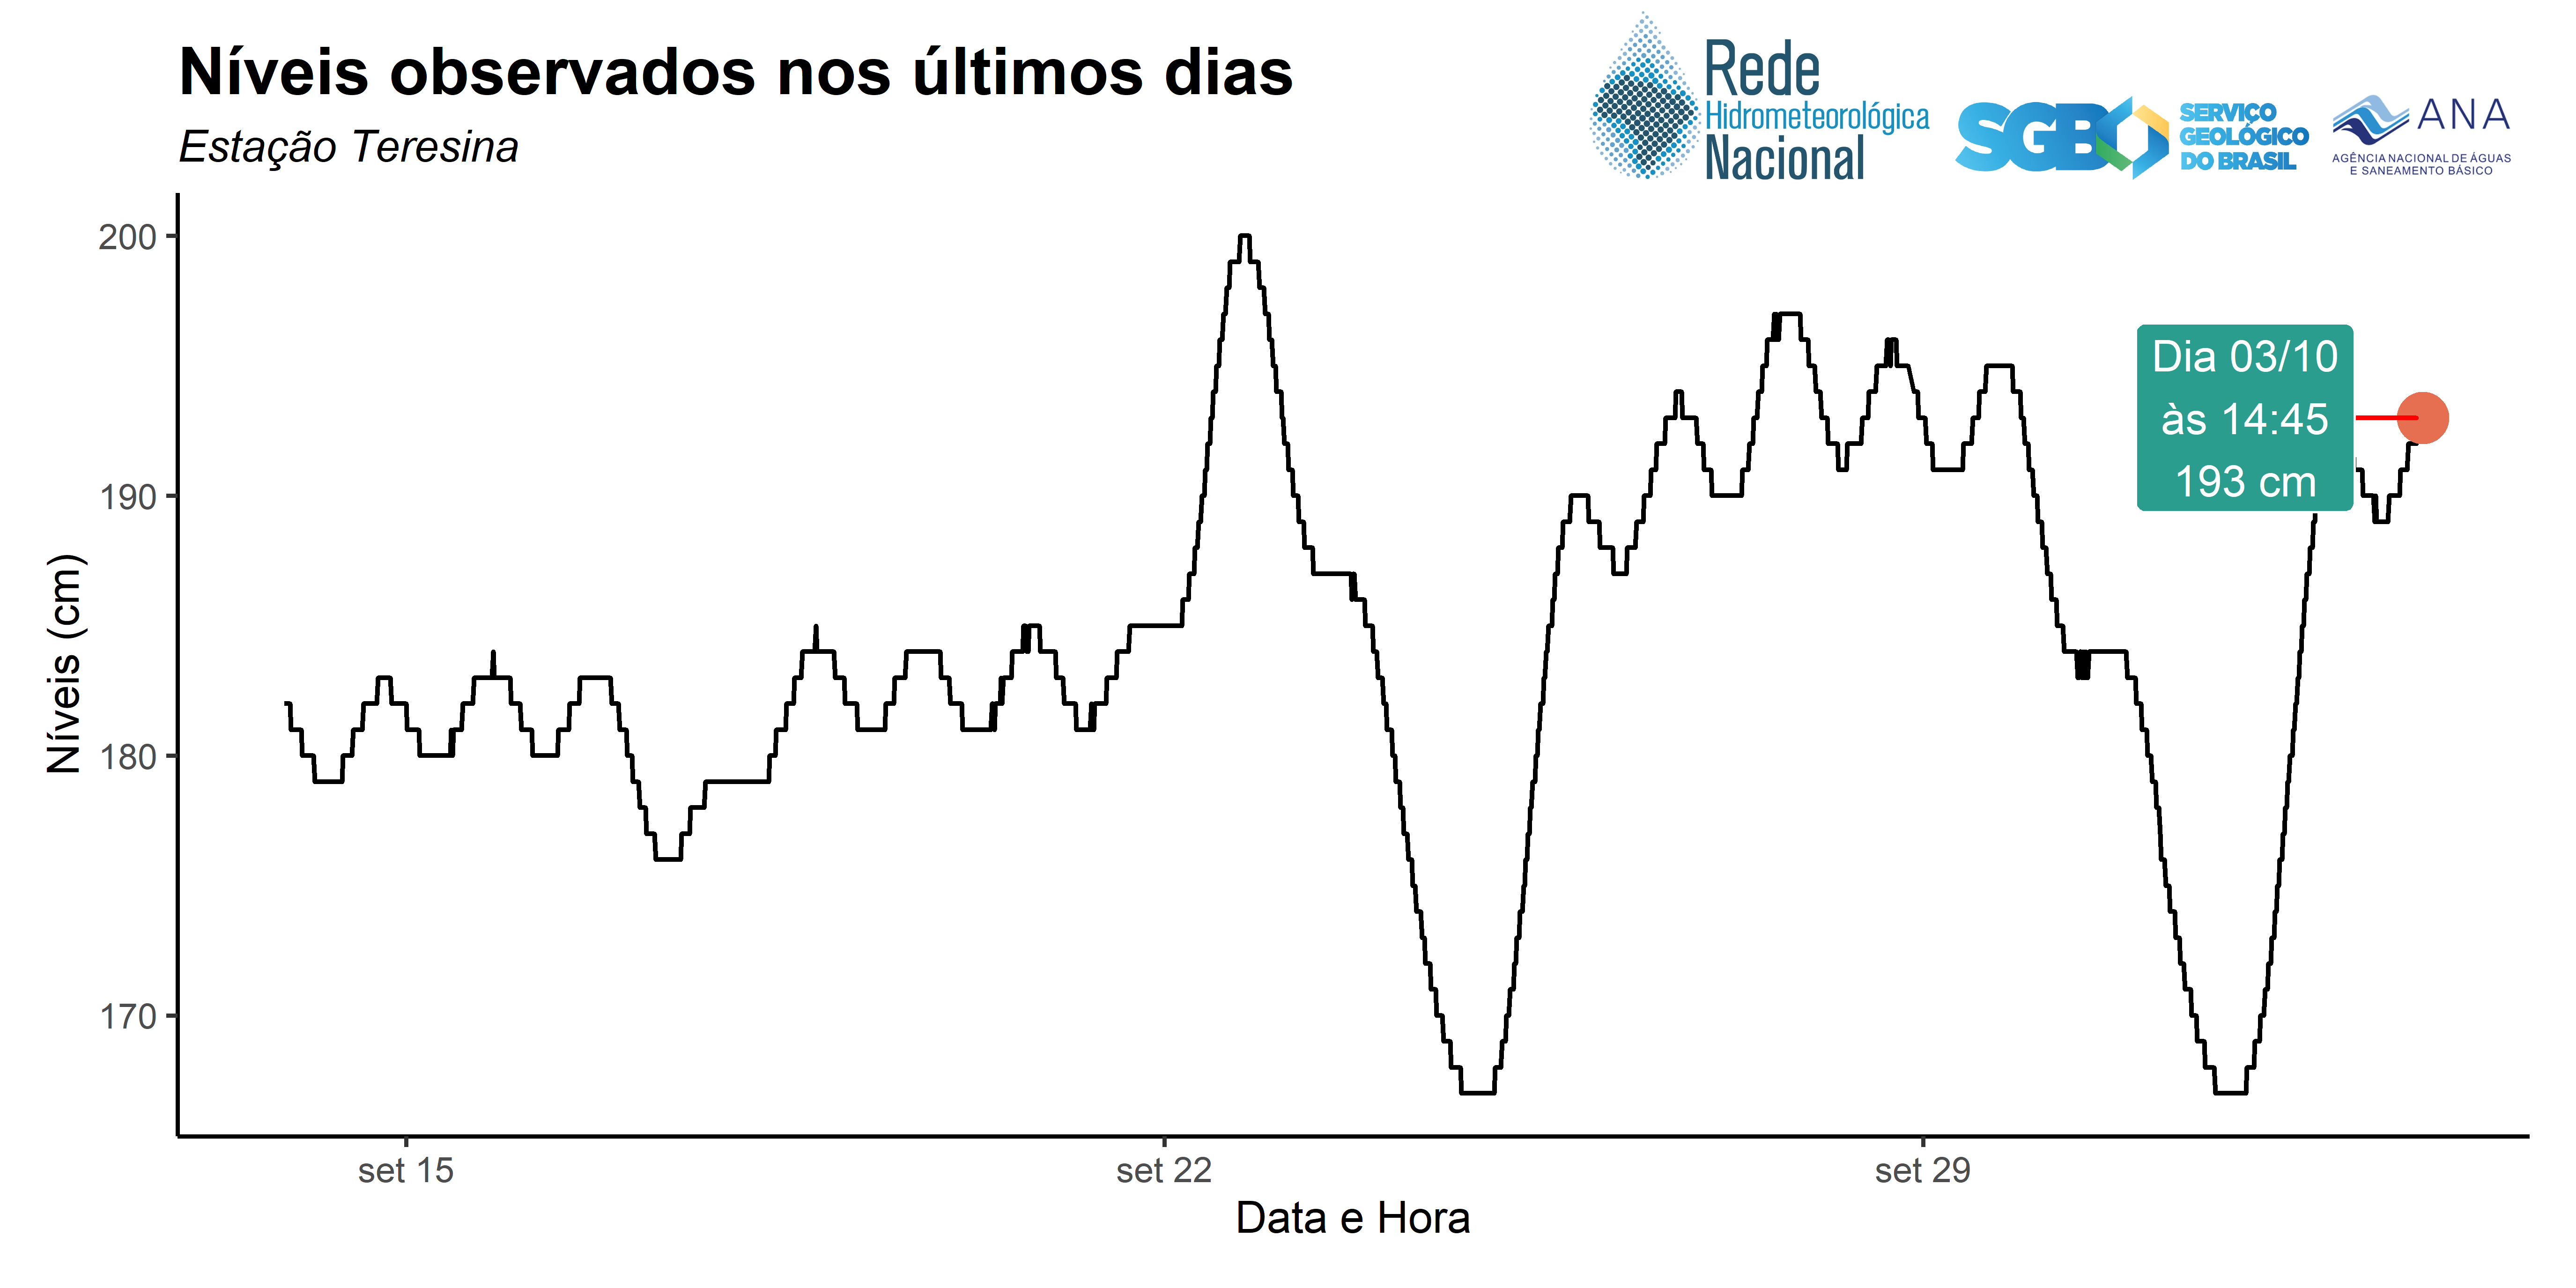 Níveis observados nos últimos dias
Estação Teresina
Rede
Hidrometeorológica
Nacional
SGB
SERVIÇO
GEOLÓGICO
DO BRASIL
ANA
AGÊNCIA NACIONAL DE ÁGUAS
E SANEAMENTO BÁSICO
200
190
180
170
Níveis (cm)
Dia 03/10
às 14:45
193 cm
set 15
set 22
set 29
Data e Hora